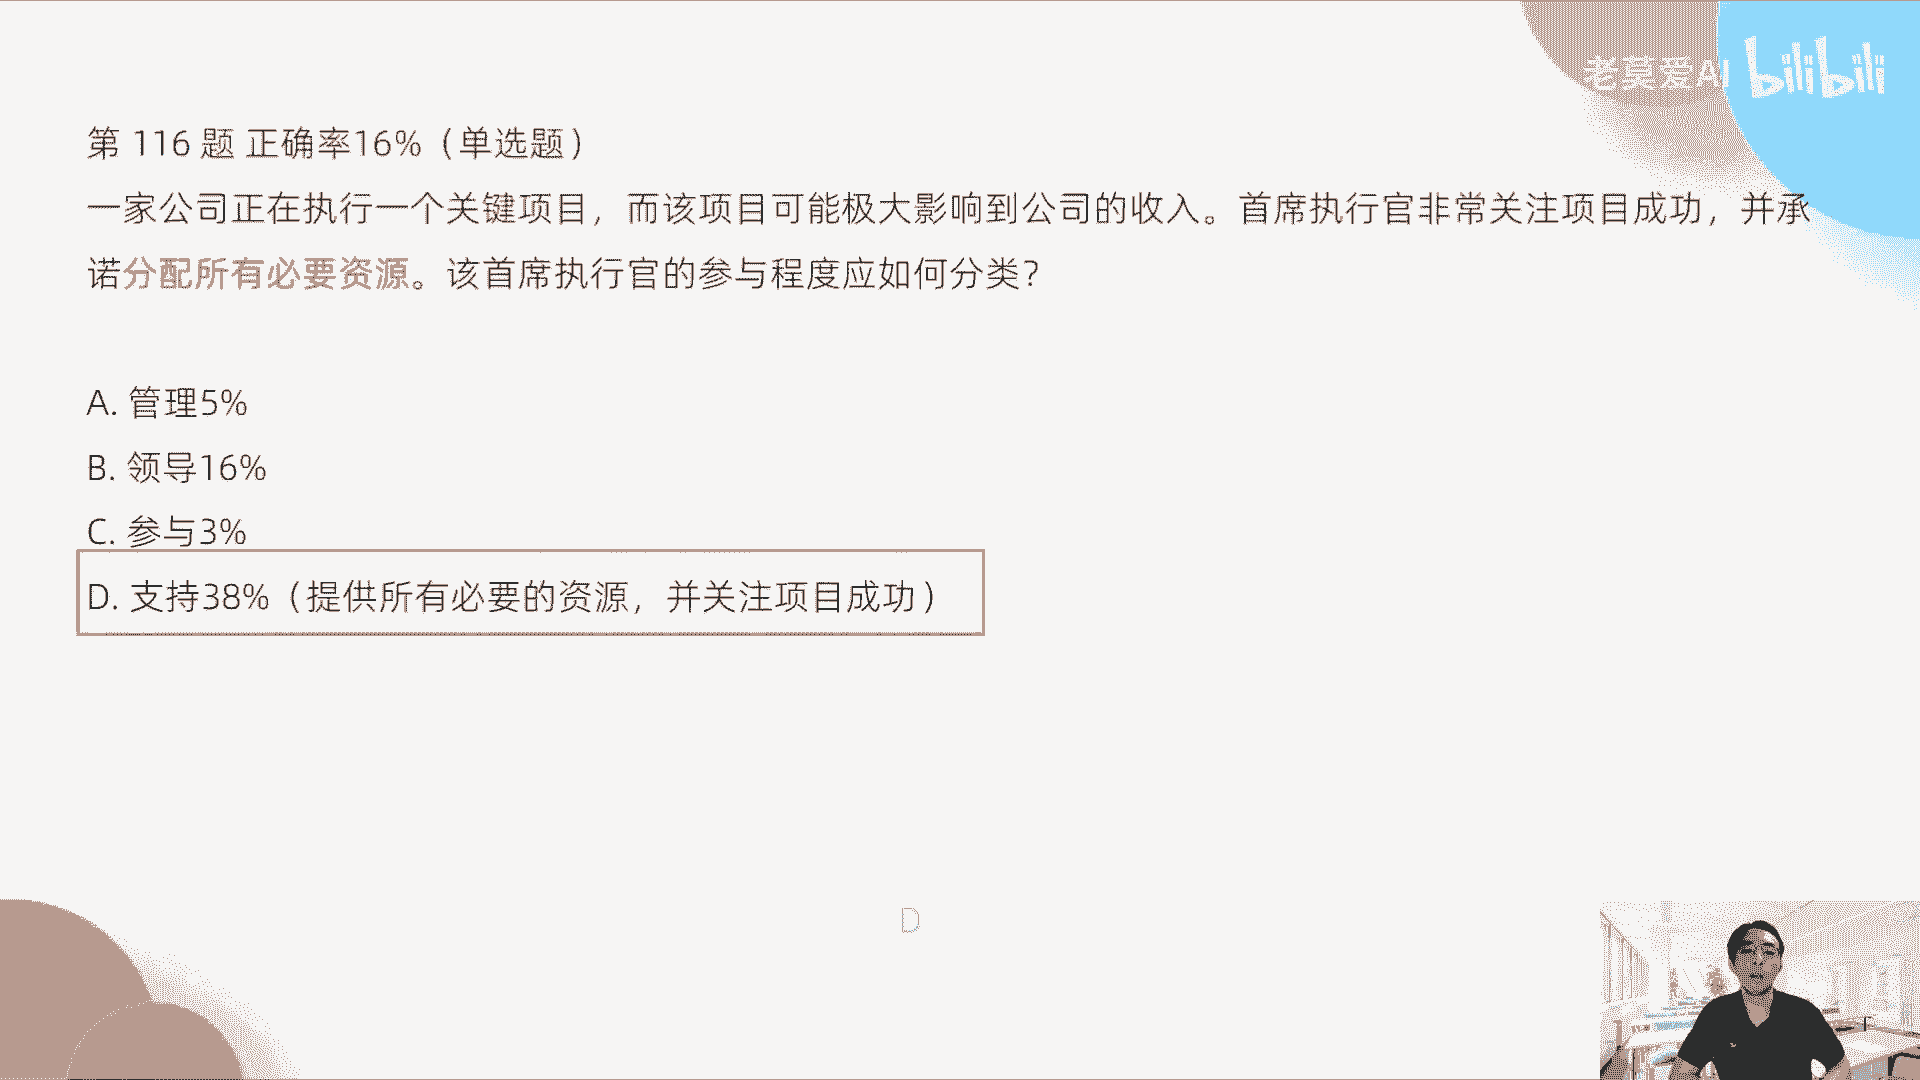 老莫爱AI bilibili
第 116 题 正确率16%（单选题）
一家公司正在执行一个关键项目，而该项目可能极大影响到公司的收入。首席执行官非常关注项目成功，并承
诺分配所有必要资源。该首席执行官的参与程度应如何分类？
A. 管理5%
B. 领导16%
C. 参与3%
D. 支持38%（提供所有必要的资源，并关注项目成功）
D